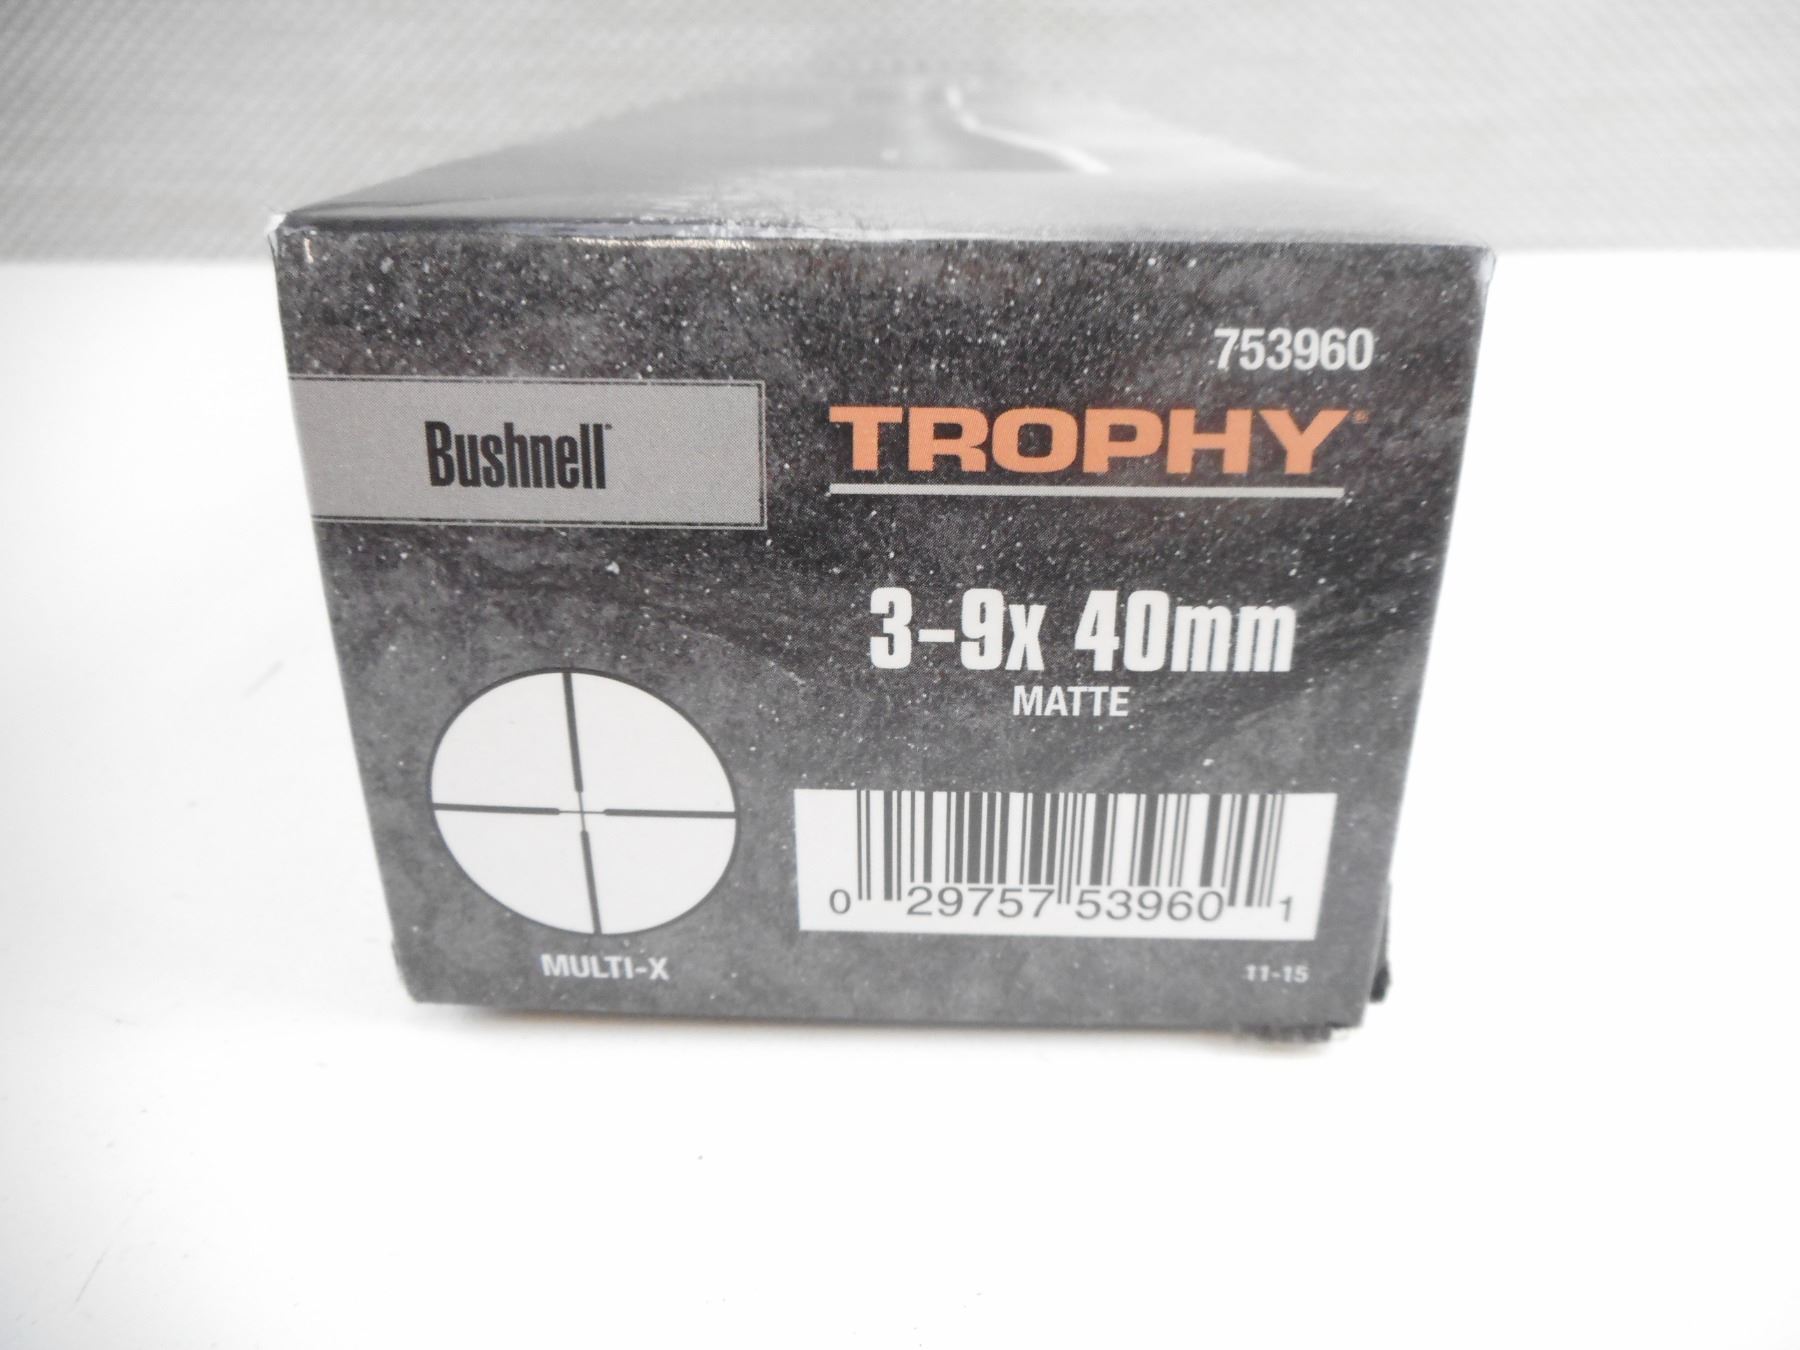 753960
Bushnell
TROPHY®
3-9x 40mm
MATTE
0 29757 53960 1
MULTI-X
11-15